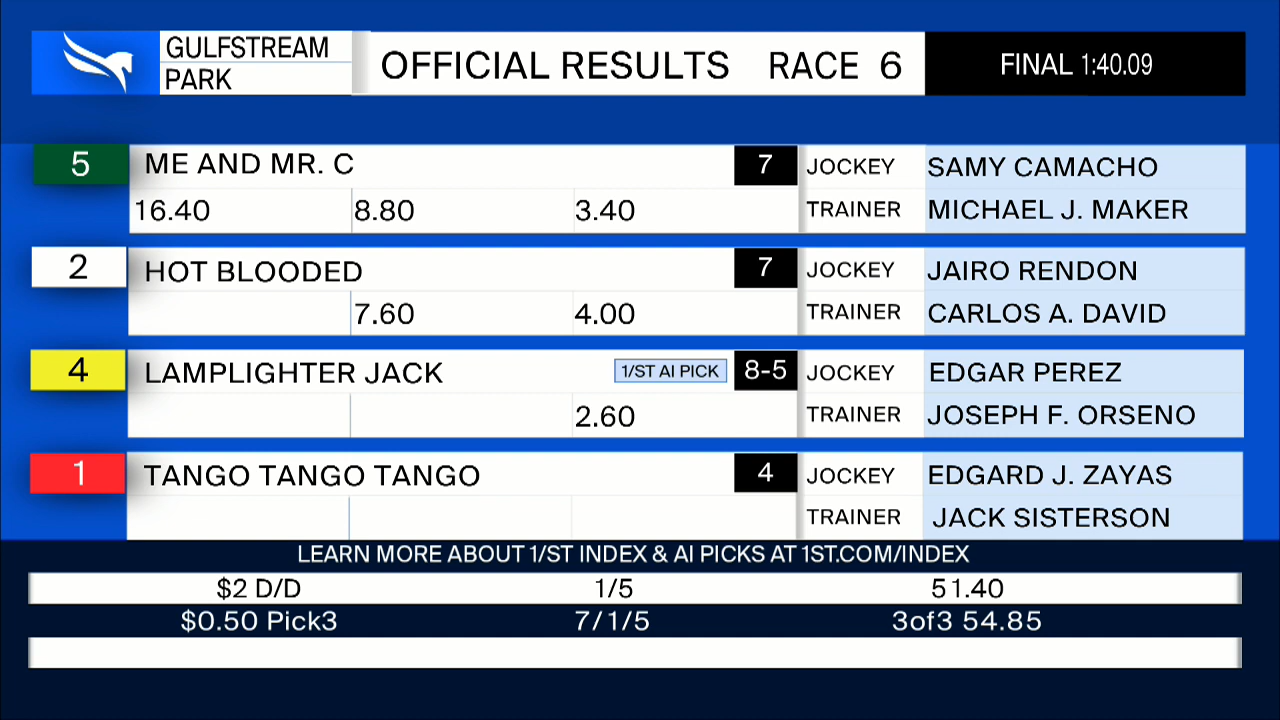 GULFSTREAM PARK
OFFICIAL RESULTS RACE 6
FINAL 1:40.09
5 ME AND MR. C 7 JOCKEY SAMY CAMACHO
16.40 8.80 3.40 TRAINER MICHAEL J. MAKER
2 HOT BLOODED 7 JOCKEY JAIRO RENDON
7.60 4.00 TRAINER CARLOS A. DAVID
4 LAMPLIGHTER JACK 1/ST AI PICK 8-5 JOCKEY EDGAR PEREZ
2.60 TRAINER JOSEPH F. ORSENO
1 TANGO TANGO TANGO 4 JOCKEY EDGARD J. ZAYAS
TRAINER JACK SISTERSON
LEARN MORE ABOUT 1/ST INDEX & AI PICKS AT 1ST.COM/INDEX
$2 D/D 1/5 51.40
$0.50 Pick3 7/1/5 3of3 54.85